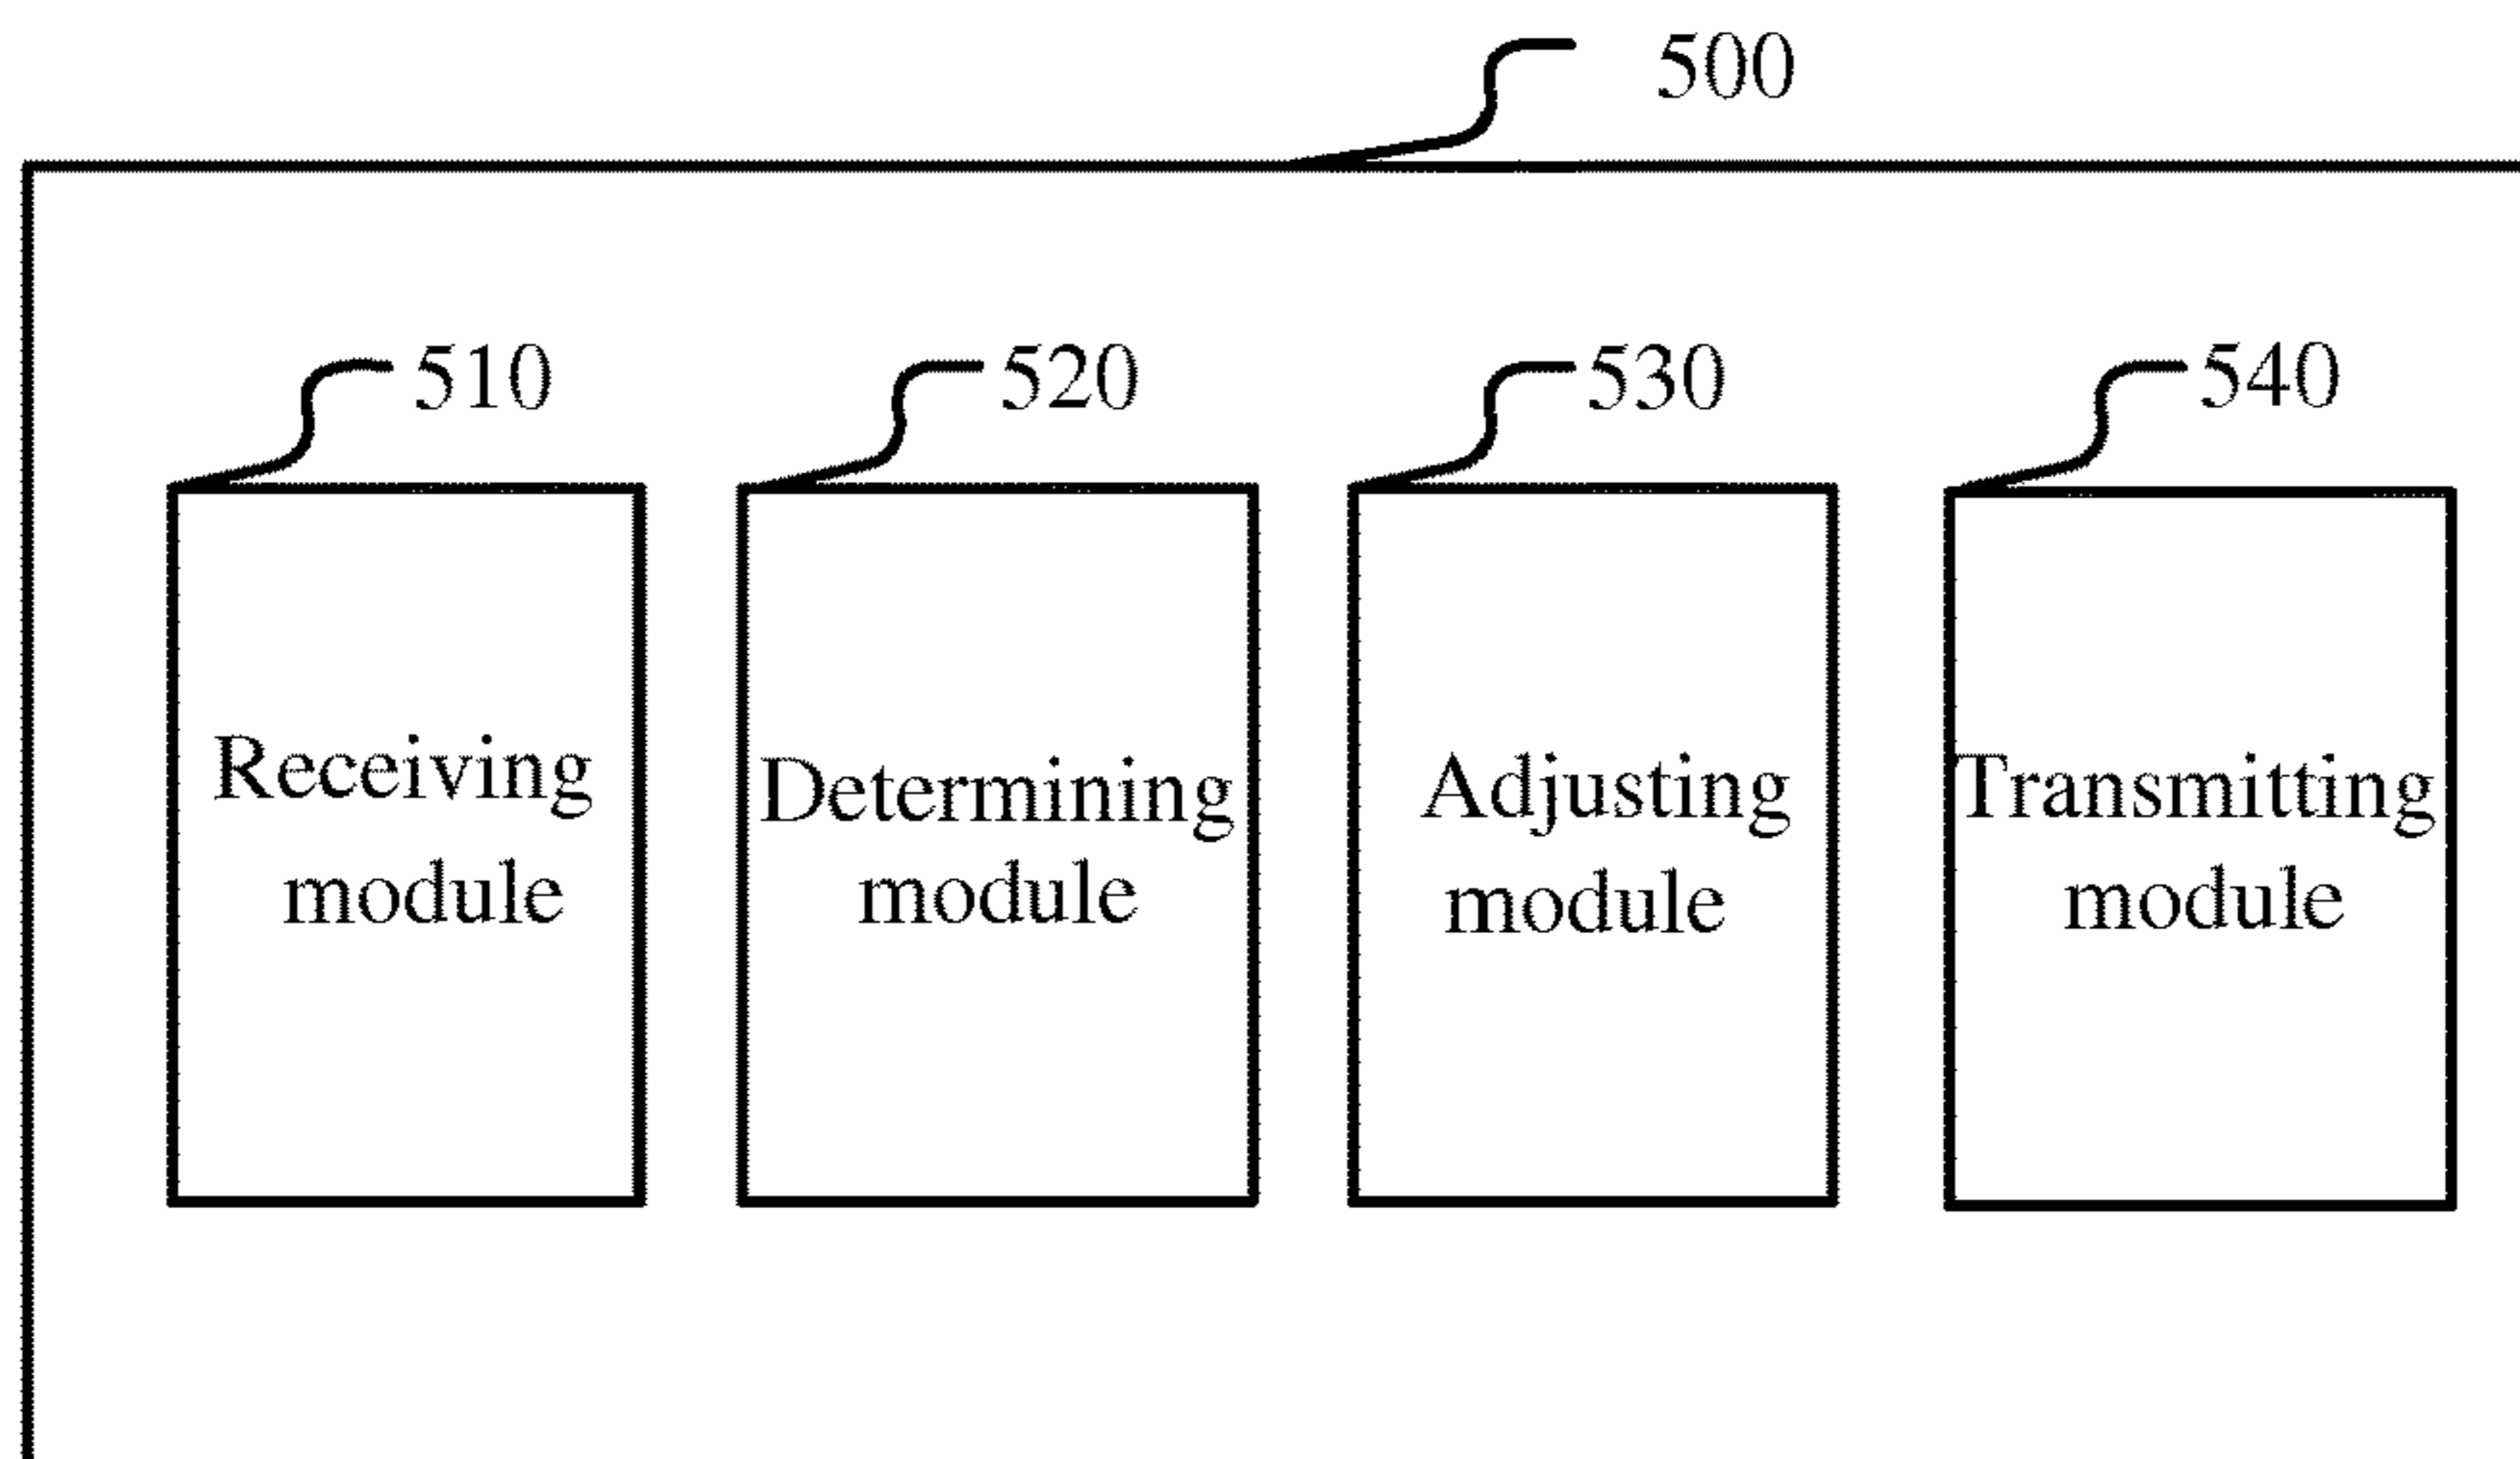 500
510
520
530
540
Receiving
module
Determining
module
Adjusting
module
Transmitting
module